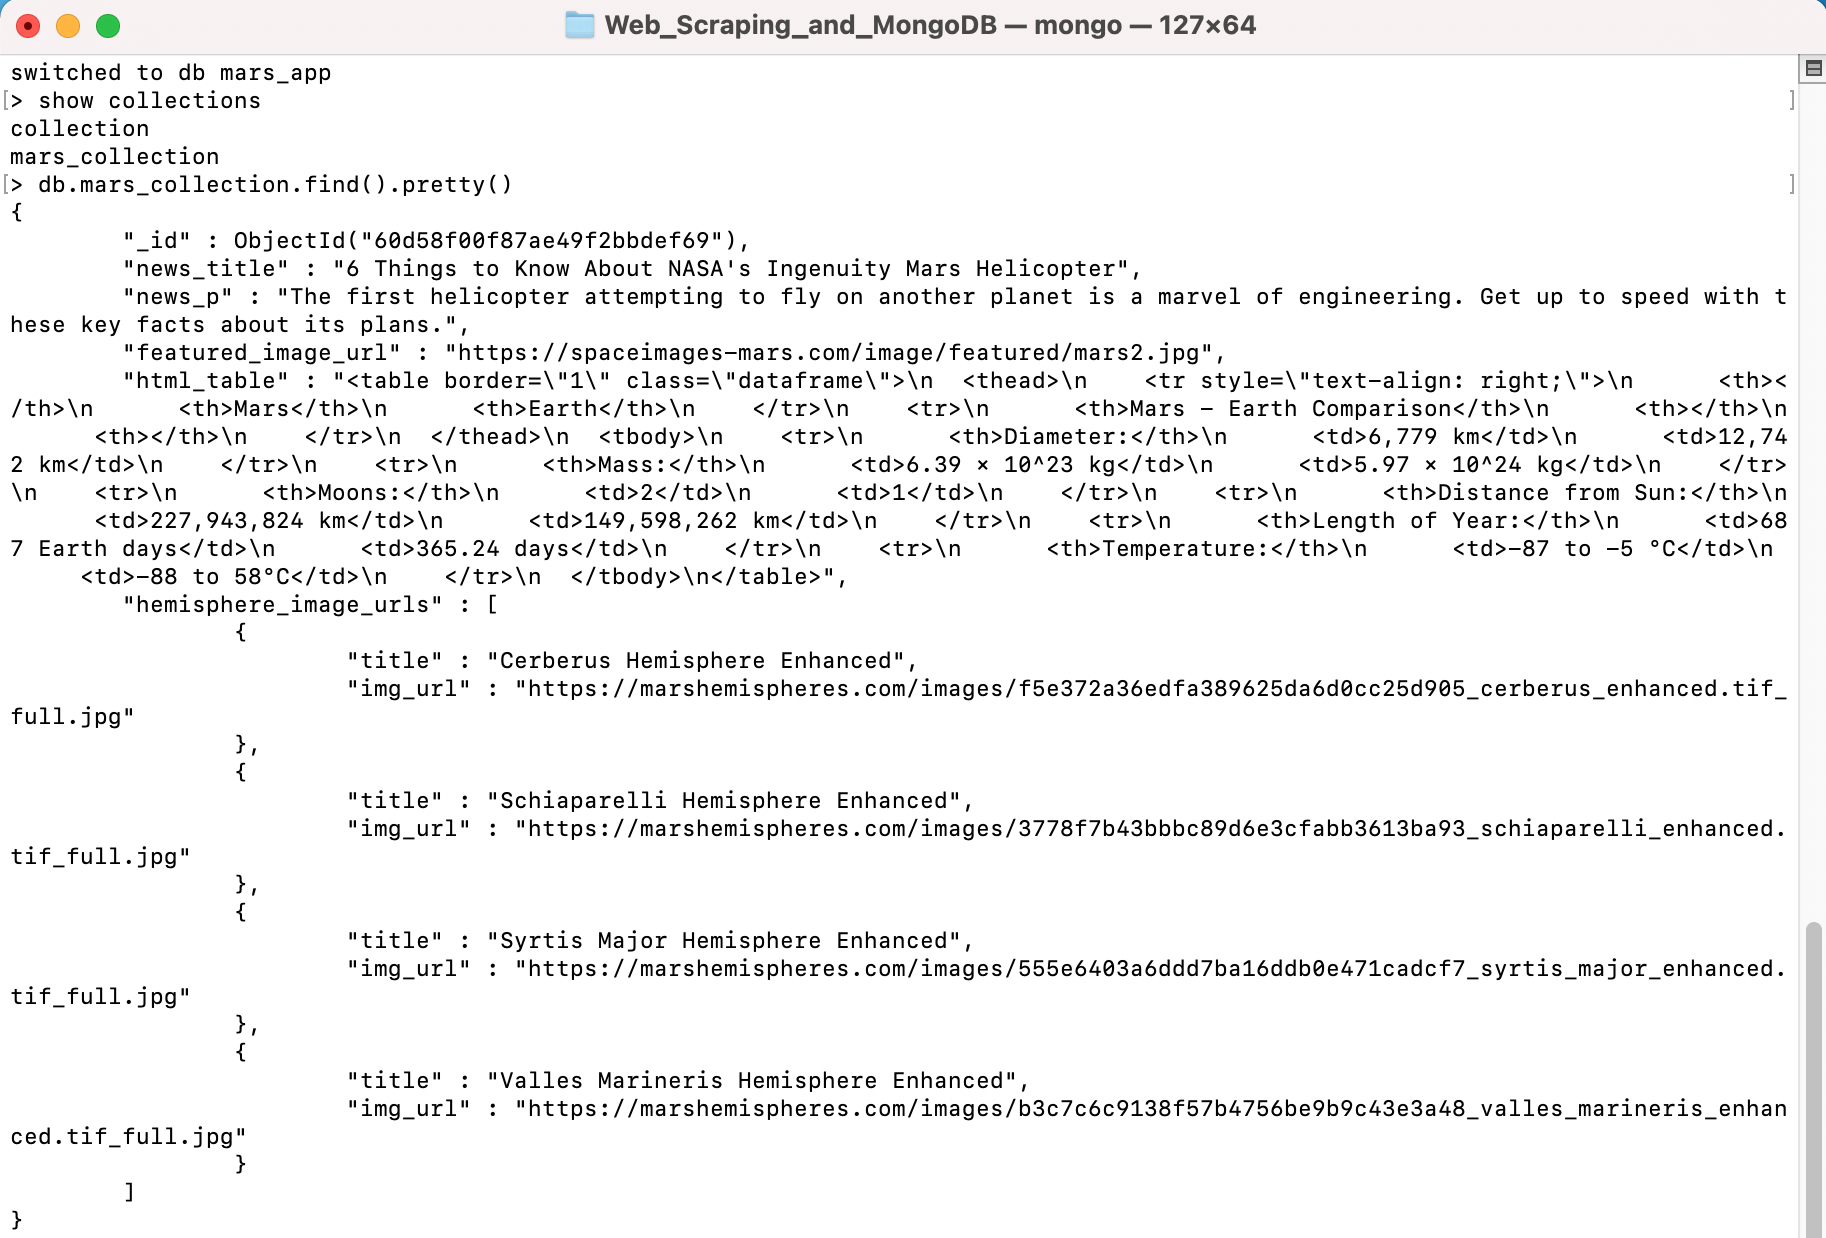 Web_Scraping_and_MongoDB — mongo — 127×64
switched to db mars_app
[> show collections ]
collection
mars_collection
[> db.mars_collection.find().pretty() ]
{
        "_id" : ObjectId("60d58f00f87ae49f2bbdef69"),
        "news_title" : "6 Things to Know About NASA's Ingenuity Mars Helicopter",
        "news_p" : "The first helicopter attempting to fly on another planet is a marvel of engineering. Get up to speed with t
hese key facts about its plans.",
        "featured_image_url" : "https://spaceimages-mars.com/image/featured/mars2.jpg",
        "html_table" : "<table border=\"1\" class=\"dataframe\">\n  <thead>\n    <tr style=\"text-align: right;\">\n      <th><
/th>\n      <th>Mars</th>\n      <th>Earth</th>\n    </tr>\n    <tr>\n      <th>Mars - Earth Comparison</th>\n      <th></th>\n
      <th></th>\n    </tr>\n  </thead>\n  <tbody>\n    <tr>\n      <th>Diameter:</th>\n      <td>6,779 km</td>\n      <td>12,74
2 km</td>\n    </tr>\n    <tr>\n      <th>Mass:</th>\n      <td>6.39 × 10^23 kg</td>\n      <td>5.97 × 10^24 kg</td>\n    </tr>
\n    <tr>\n      <th>Moons:</th>\n      <td>2</td>\n      <td>1</td>\n    </tr>\n    <tr>\n      <th>Distance from Sun:</th>\n
      <td>227,943,824 km</td>\n      <td>149,598,262 km</td>\n    </tr>\n    <tr>\n      <th>Length of Year:</th>\n      <td>68
7 Earth days</td>\n      <td>365.24 days</td>\n    </tr>\n    <tr>\n      <th>Temperature:</th>\n      <td>-87 to -5 °C</td>\n
     <td>-88 to 58°C</td>\n    </tr>\n  </tbody>\n</table>",
        "hemisphere_image_urls" : [
                {
                        "title" : "Cerberus Hemisphere Enhanced",
                        "img_url" : "https://marshemispheres.com/images/f5e372a36edfa389625da6d0cc25d905_cerberus_enhanced.tif_
full.jpg"
                },
                {
                        "title" : "Schiaparelli Hemisphere Enhanced",
                        "img_url" : "https://marshemispheres.com/images/3778f7b43bbbc89d6e3cfabb3613ba93_schiaparelli_enhanced.
tif_full.jpg"
                },
                {
                        "title" : "Syrtis Major Hemisphere Enhanced",
                        "img_url" : "https://marshemispheres.com/images/555e6403a6ddd7ba16ddb0e471cadcf7_syrtis_major_enhanced.
tif_full.jpg"
                },
                {
                        "title" : "Valles Marineris Hemisphere Enhanced",
                        "img_url" : "https://marshemispheres.com/images/b3c7c6c9138f57b4756be9b9c43e3a48_valles_marineris_enhan
ced.tif_full.jpg"
                }
        ]
}